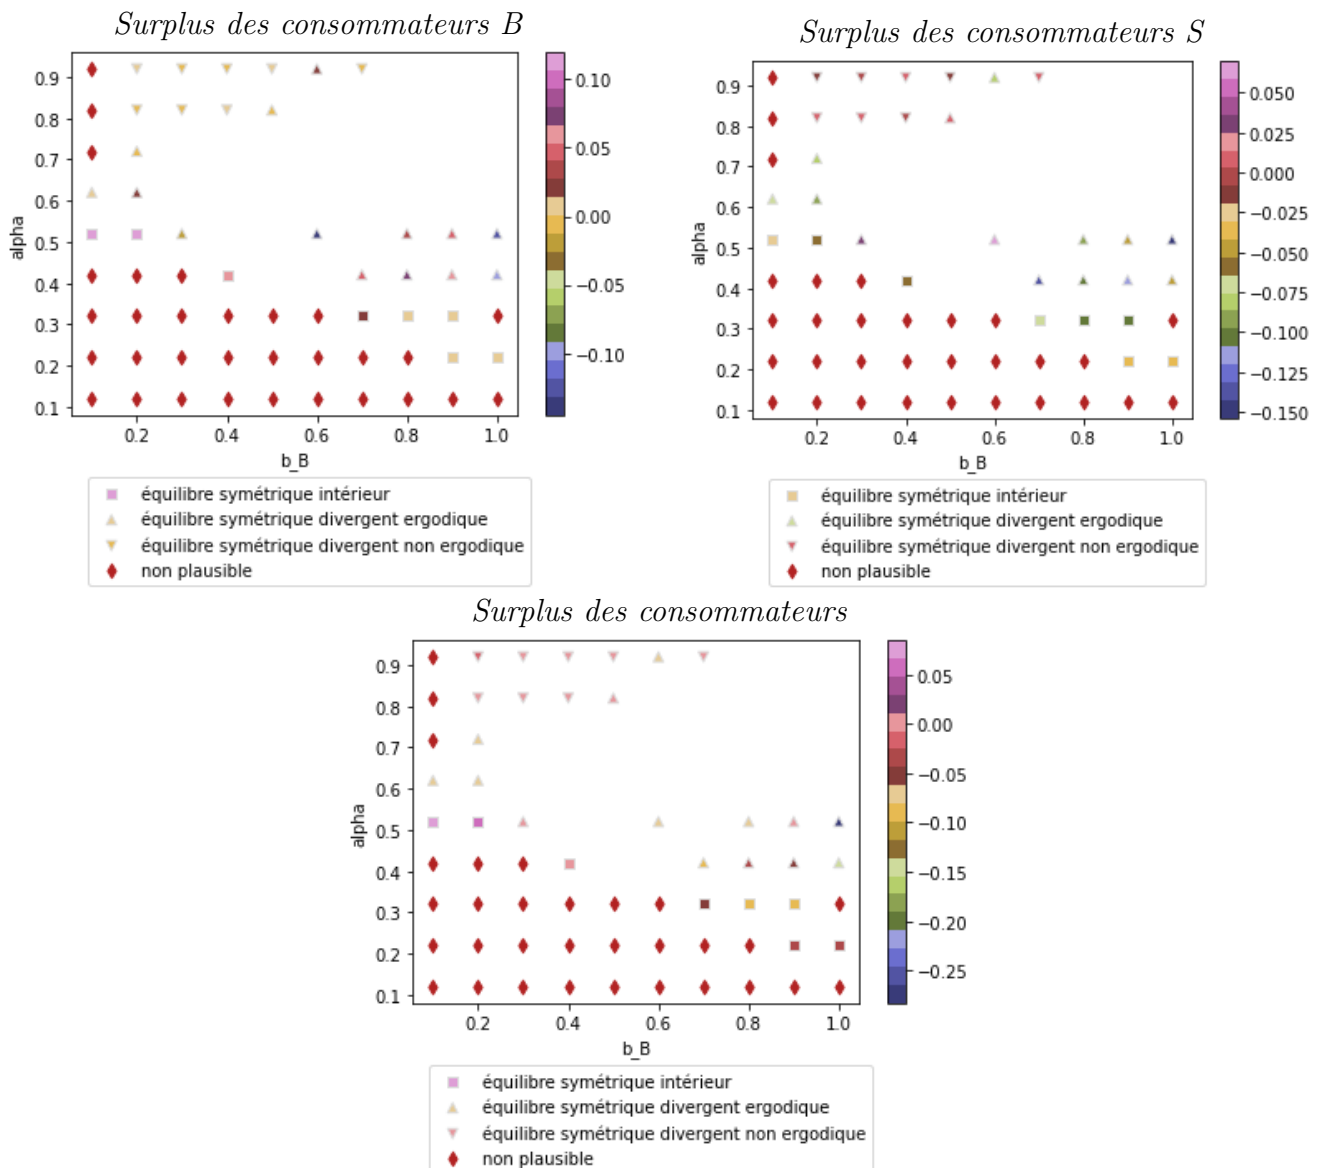 Surplus des consommateurs B
0.9
0.8
0.7
0.6
0.5
0.4
0.3
0.2
0.1
alpha
0.2 0.4 0.6 0.8 1.0
b_B
0.10
0.05
0.00
−0.05
−0.10
équilibre symétrique intérieur
équilibre symétrique divergent ergodique
équilibre symétrique divergent non ergodique
non plausible
Surplus des consommateurs S
0.9
0.8
0.7
0.6
0.5
0.4
0.3
0.2
0.1
alpha
0.2 0.4 0.6 0.8 1.0
b_B
0.050
0.025
0.000
−0.025
−0.050
−0.075
−0.100
−0.125
−0.150
équilibre symétrique intérieur
équilibre symétrique divergent ergodique
équilibre symétrique divergent non ergodique
non plausible
Surplus des consommateurs
0.9
0.8
0.7
0.6
0.5
0.4
0.3
0.2
0.1
alpha
0.2 0.4 0.6 0.8 1.0
b_B
0.05
0.00
−0.05
−0.10
−0.15
−0.20
−0.25
équilibre symétrique intérieur
équilibre symétrique divergent ergodique
équilibre symétrique divergent non ergodique
non plausible